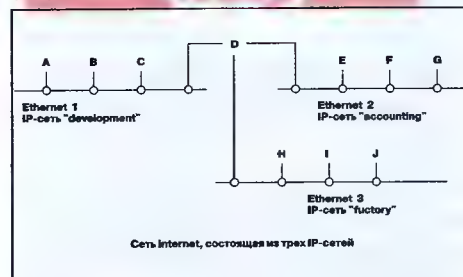 D
A B C
E F G
Ethernet 1
IP-сеть "development"
Ethernet 2
IP-сеть "accounting"
H I J
Ethernet 3
IP-сеть "fuctory"
Сеть internet, состоящая из трех IP-сетей